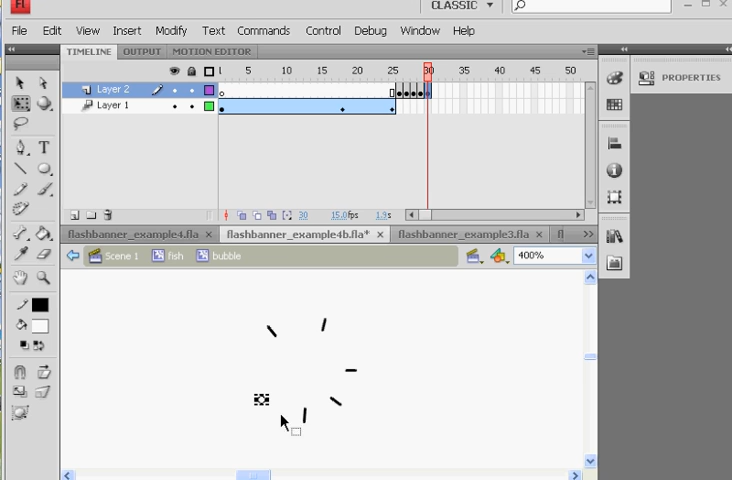 Fl
CLASSIC
File Edit View Insert Modify Text Commands Control Debug Window Help
TIMELINE OUTPUT MOTION EDITOR
PROPERTIES
1 5 10 15 20 25 30 35 40 45 50
Layer 2
Layer 1
30 15.0fps 1.9s
flashbanner_example4.fla flashbanner_example4b.fla* flashbanner_example3.fla fl
Scene 1 fish bubble 400%
T